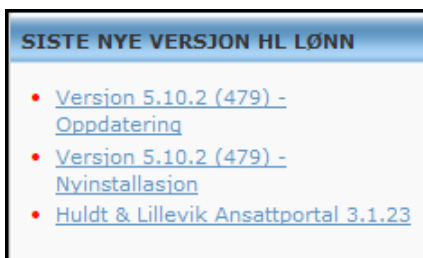 SISTE NYE VERSJON HL LØNN
Versjon 5.10.2 (479) -
Oppdatering
Versjon 5.10.2 (479) -
Nyinstallasjon
Huldt & Lillevik Ansattportal 3.1.23